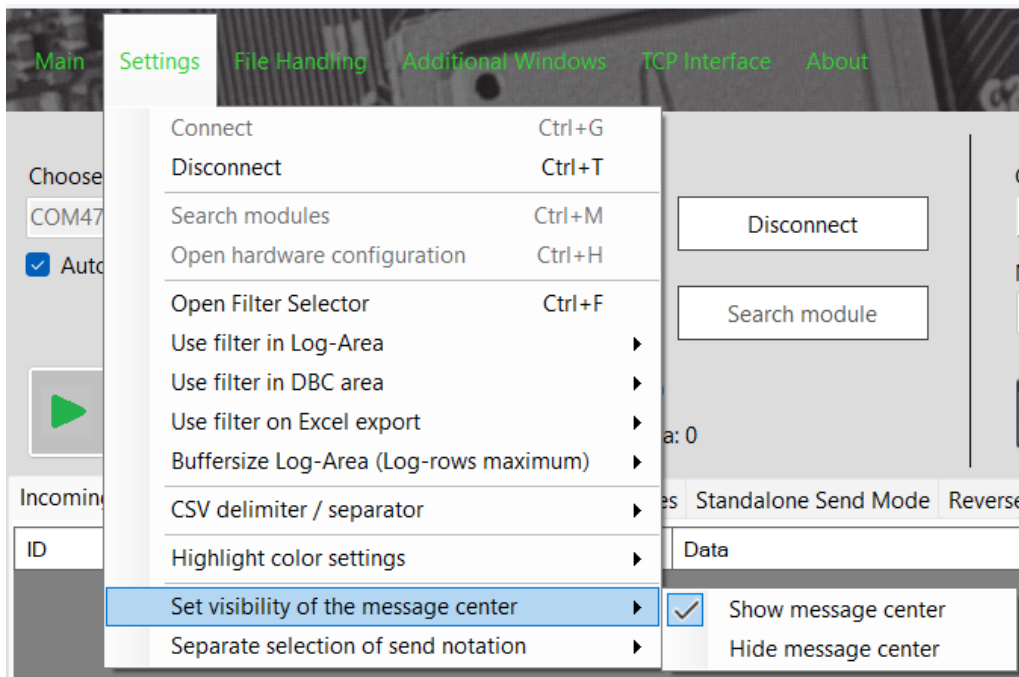 Main Settings File Handling Additional Windows TCP Interface About
Connect Ctrl+G
Disconnect Ctrl+T
Choose
COM47
Search modules Ctrl+M
Disconnect
Open hardware configuration Ctrl+H
Open Filter Selector Ctrl+F
Search module
Use filter in Log-Area
Use filter in DBC area
Use filter on Excel export
a: 0
Buffersize Log-Area (Log-rows maximum)
Standalone Send Mode
CSV delimiter / separator
ID Data
Highlight color settings
Set visibility of the message center
Show message center
Separate selection of send notation
Hide message center